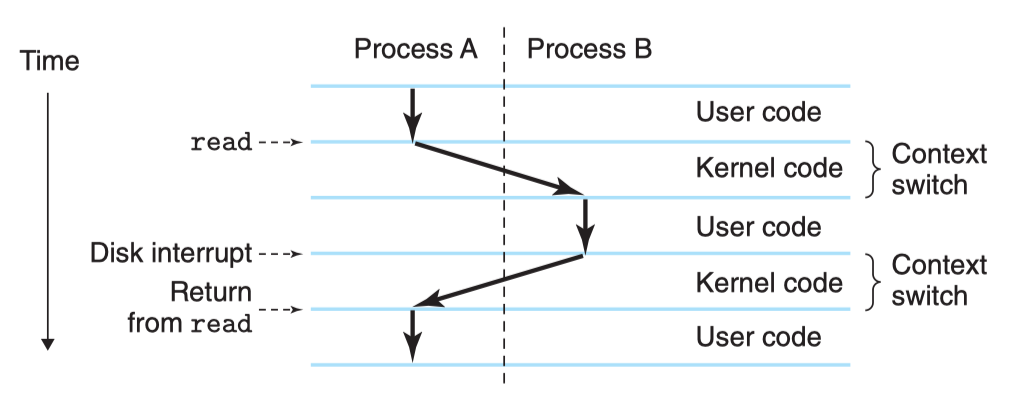 Time
Process A
Process B
User code
read
Kernel code
Context
switch
User code
Disk interrupt
Kernel code
Context
switch
Return
from read
User code